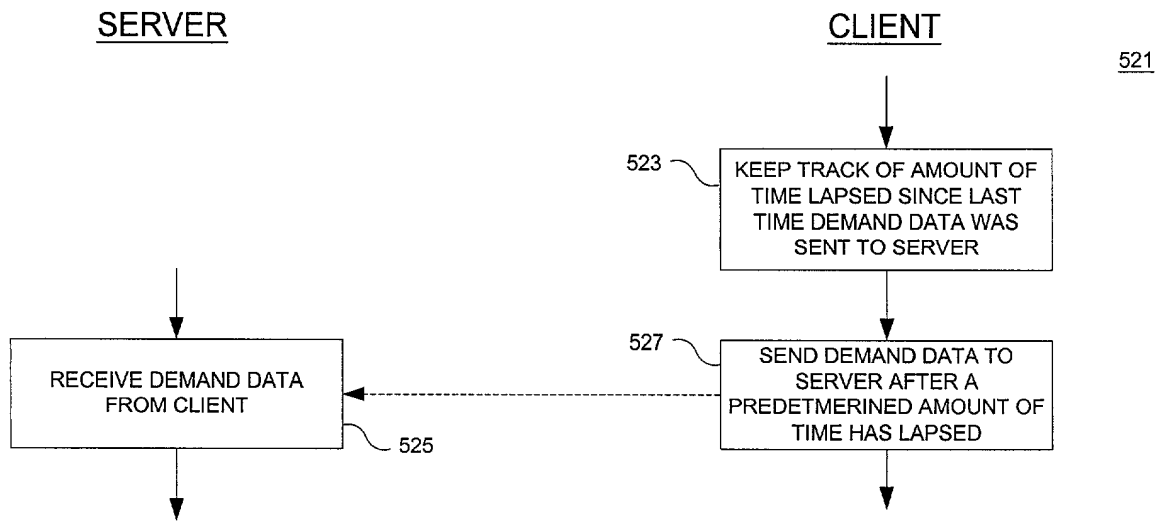 SERVER
CLIENT
521
523
KEEP TRACK OF AMOUNT OF
TIME LAPSED SINCE LAST
TIME DEMAND DATA WAS
SENT TO SERVER
527
SEND DEMAND DATA TO
SERVER AFTER A
PREDETMERINED AMOUNT OF
TIME HAS LAPSED
RECEIVE DEMAND DATA
FROM CLIENT
525